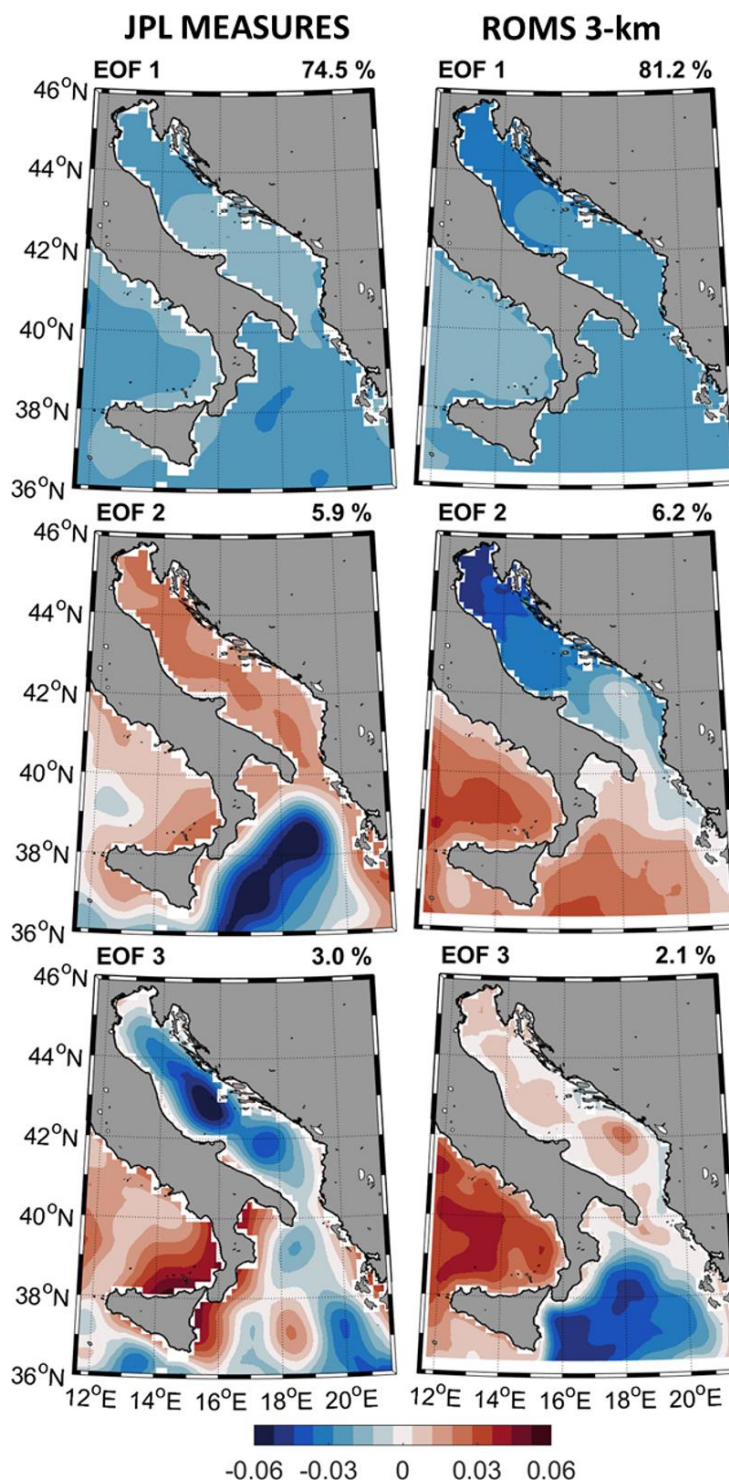 JPL MEASURES ROMS 3-km
EOF 1 74.5 % EOF 1 81.2 %
46°N
44°N
42°N
40°N
38°N
36°N
EOF 2 5.9 % EOF 2 6.2 %
46°N
44°N
42°N
40°N
38°N
36°N
EOF 3 3.0 % EOF 3 2.1 %
46°N
44°N
42°N
40°N
38°N
36°N
12°E 14°E 16°E 18°E 20°E 12°E 14°E 16°E 18°E 20°E
-0.06 -0.03 0 0.03 0.06